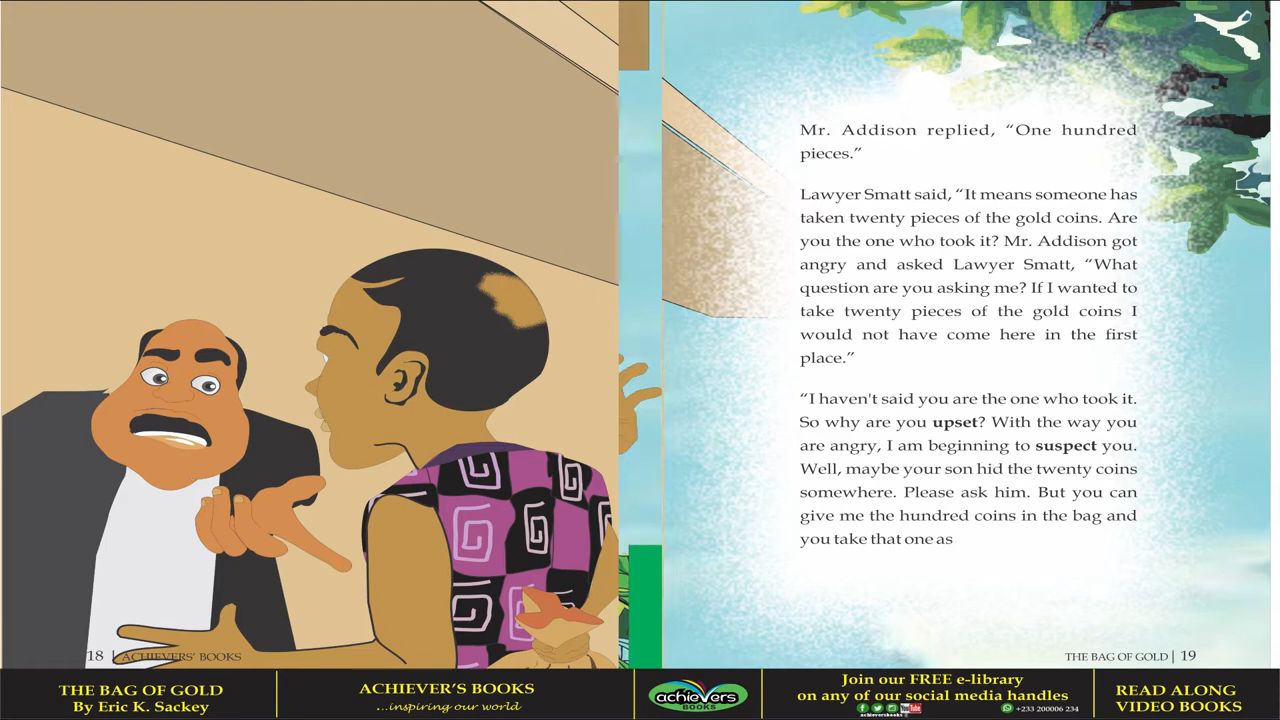 Mr. Addison replied, “One hundred
pieces.”
Lawyer Smatt said, “It means someone has
taken twenty pieces of the gold coins. Are
you the one who took it? Mr. Addison got
angry and asked Lawyer Smatt, “What
question are you asking me? If I wanted to
take twenty pieces of the gold coins I
would not have come here in the first
place.”
“I haven't said you are the one who took it.
So why are you upset? With the way you
are angry, I am beginning to suspect you.
Well, maybe your son hid the twenty coins
somewhere. Please ask him. But you can
give me the hundred coins in the bag and
you take that one as
18 | ACHIEVERS’ BOOKS
THE BAG OF GOLD | 19
THE BAG OF GOLD
By Eric K. Sackey
ACHIEVER’S BOOKS
...inspiring our world
achievers
BOOKS
Join our FREE e-library
on any of our social media handles
YouTube
+233 200006 234
achieversbooks
READ ALONG
VIDEO BOOKS